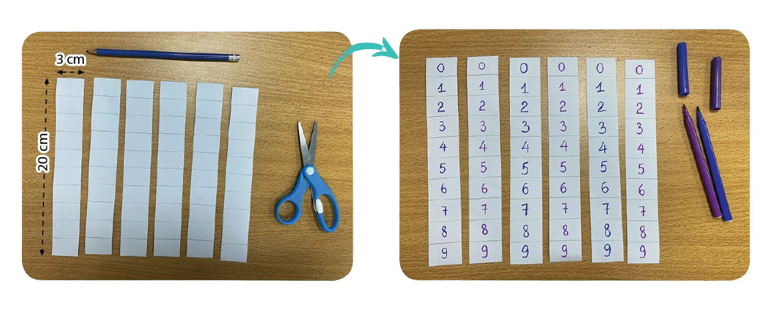 3 cm
20 cm
0 0 0 0 0 0
1 1 1 1 1 1
2 2 2 2 2 2
3 3 3 3 3 3
4 4 4 4 4 4
5 5 5 5 5 5
6 6 6 6 6 6
7 7 7 7 7 7
8 8 8 8 8 8
9 9 9 9 9 9